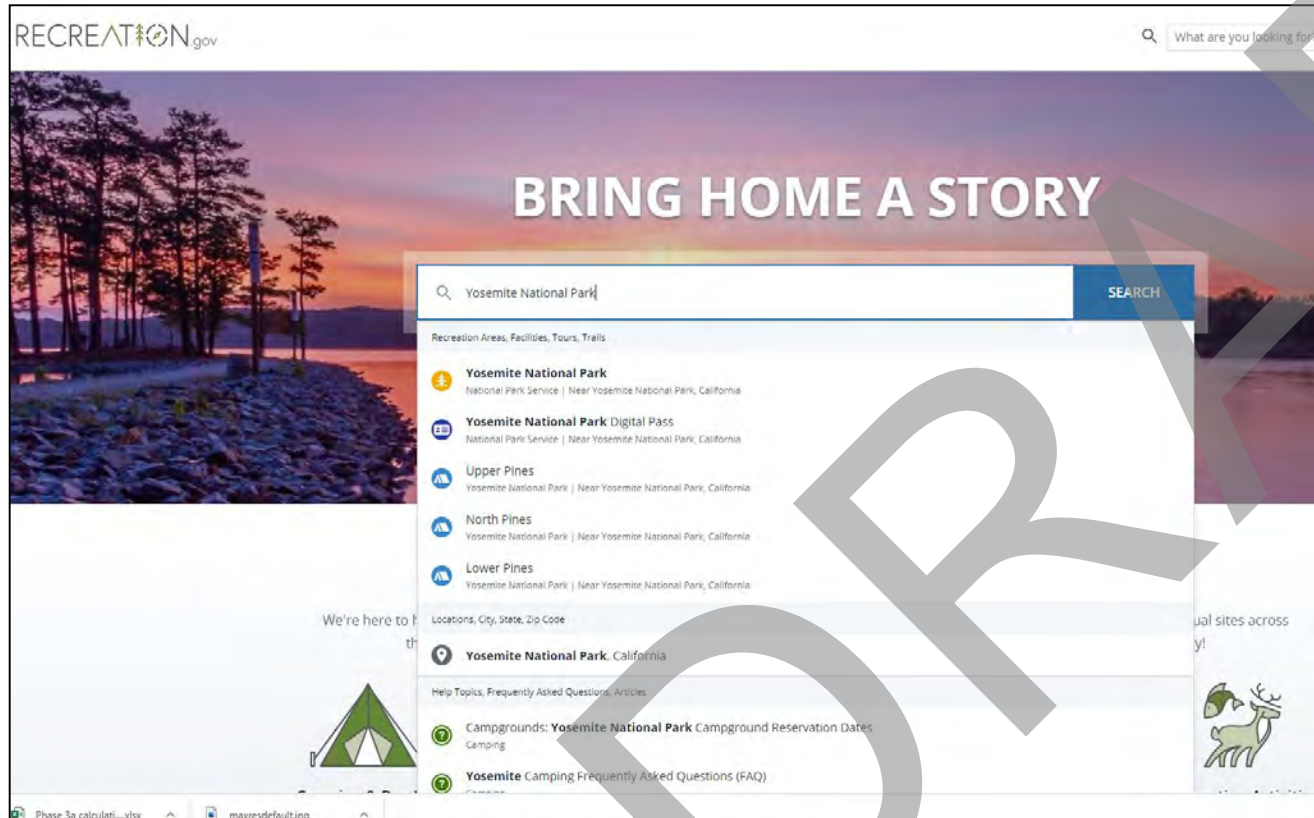 RECREATION.gov
What are you looking for
BRING HOME A STORY
Yosemite National Park
SEARCH
Recreation Areas, Facilities, Tours, Trails
Yosemite National Park
National Park Service | Near Yosemite National Park, California
Yosemite National Park Digital Pass
National Park Service | Near Yosemite National Park, California
Upper Pines
Yosemite National Park | Near Yosemite National Park, California
North Pines
Yosemite National Park | Near Yosemite National Park, California
Lower Pines
Yosemite National Park | Near Yosemite National Park, California
We're here to
Locations, City, State, Zip Code
ual sites across
th
y!
Yosemite National Park, California
Help Topics, Frequently Asked Questions, Articles
Campgrounds: Yosemite National Park Campground Reservation Dates
Camping
Yosemite Camping Frequently Asked Questions (FAQ)
Phase 3a calculati....xlsx
maxresdefault.jpg
DRA